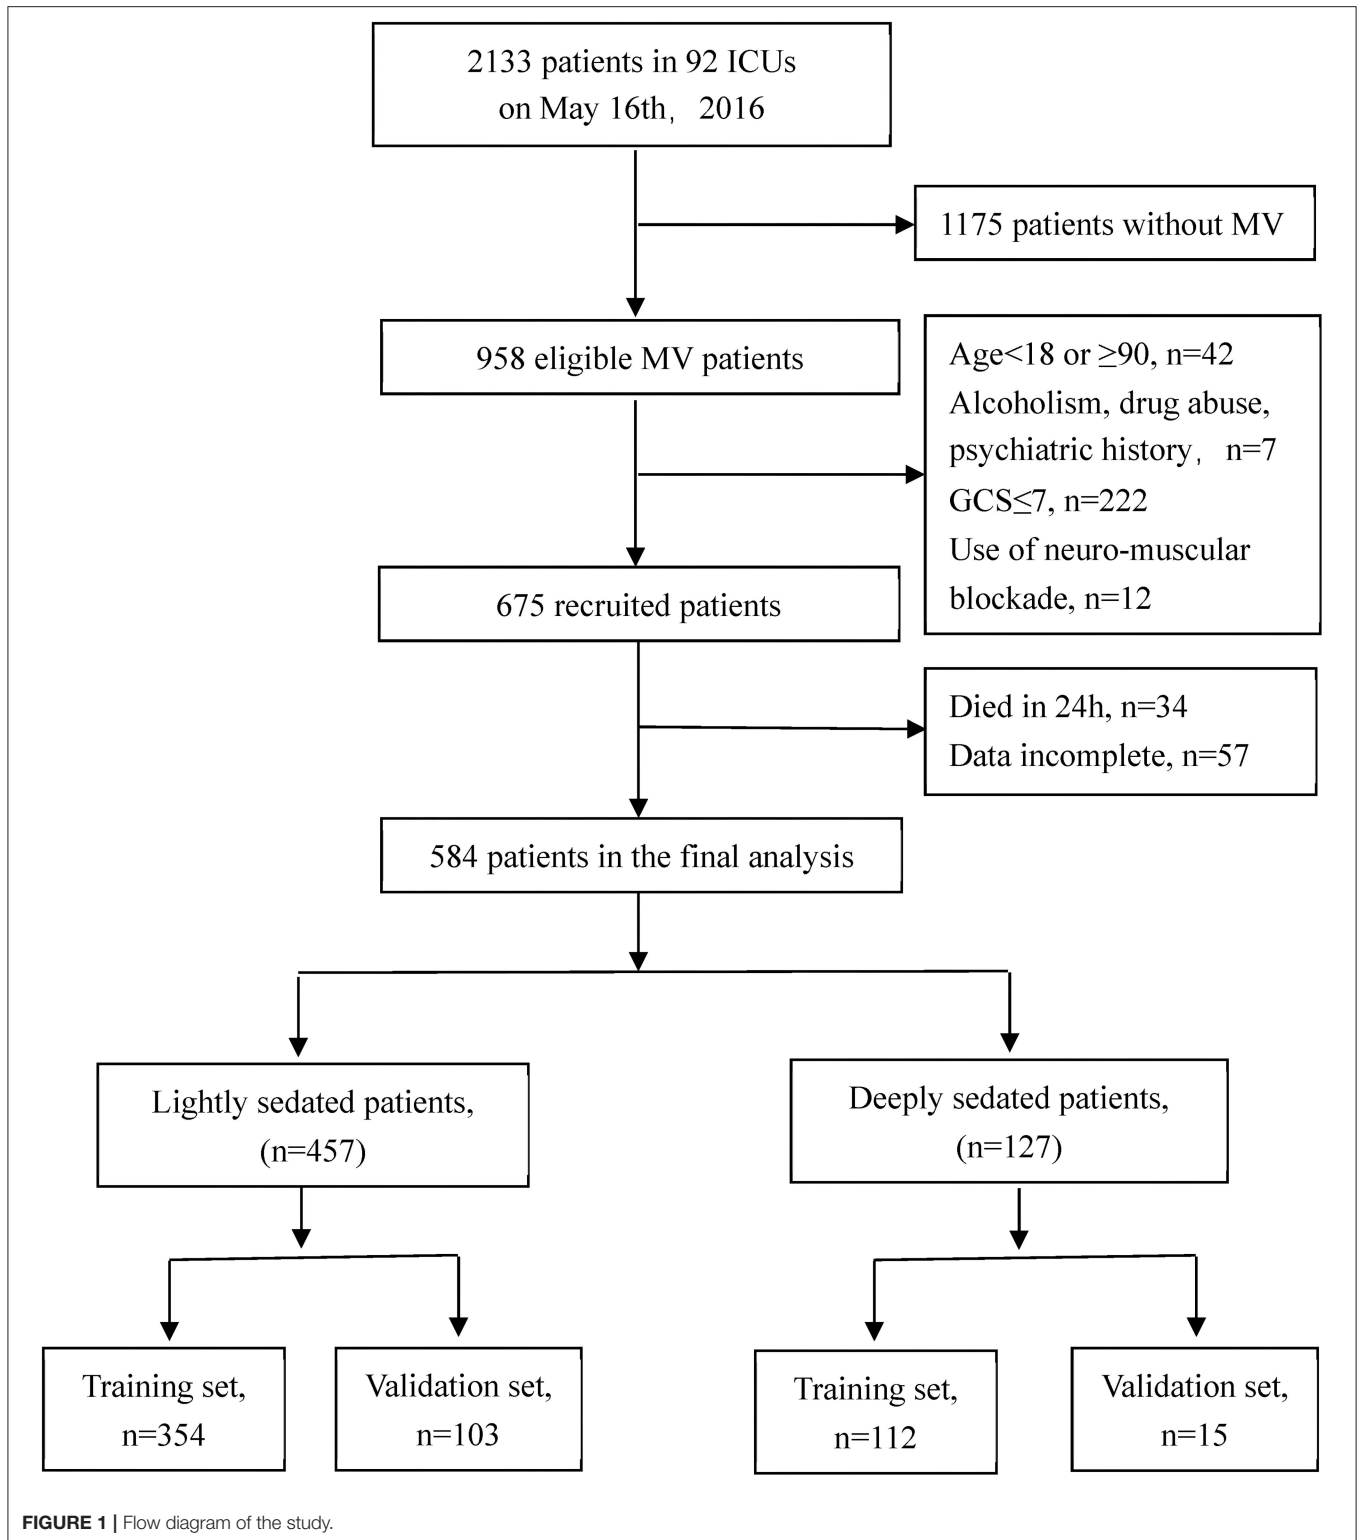 2133 patients in 92 ICUs
on May 16th, 2016
1175 patients without MV
958 eligible MV patients
Age<18 or ≥90, n=42
Alcoholism, drug abuse,
psychiatric history, n=7
GCS≤7, n=222
Use of neuro-muscular
blockade, n=12
675 recruited patients
Died in 24h, n=34
Data incomplete, n=57
584 patients in the final analysis
Lightly sedated patients,
(n=457)
Deeply sedated patients,
(n=127)
Training set,
n=354
Validation set,
n=103
Training set,
n=112
Validation set,
n=15
FIGURE 1 | Flow diagram of the study.